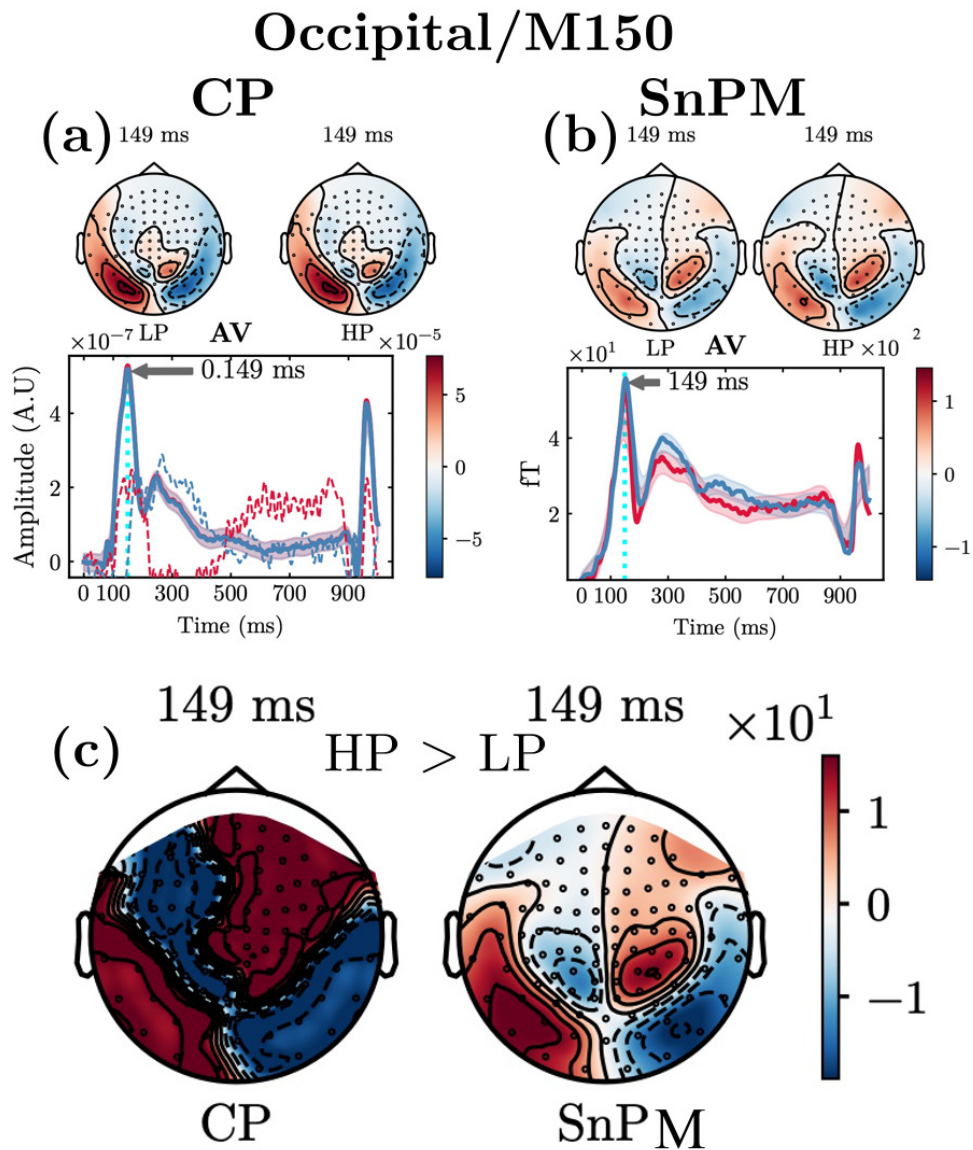 Occipital/M150
CP SnPM
(a) 149 ms 149 ms (b) 149 ms 149 ms
×10−7 LP AV HP ×10−5
×10¹ LP AV HP ×10 2
0.149 ms
149 ms
Amplitude (A.U)
4
2
0
5
0
−5
fT
4
2
1
0
−1
0 100 300 500 700 900
0 100 300 500 700 900
Time (ms) Time (ms)
149 ms 149 ms ×10¹
(c) HP > LP
1
0
−1
CP SnPM